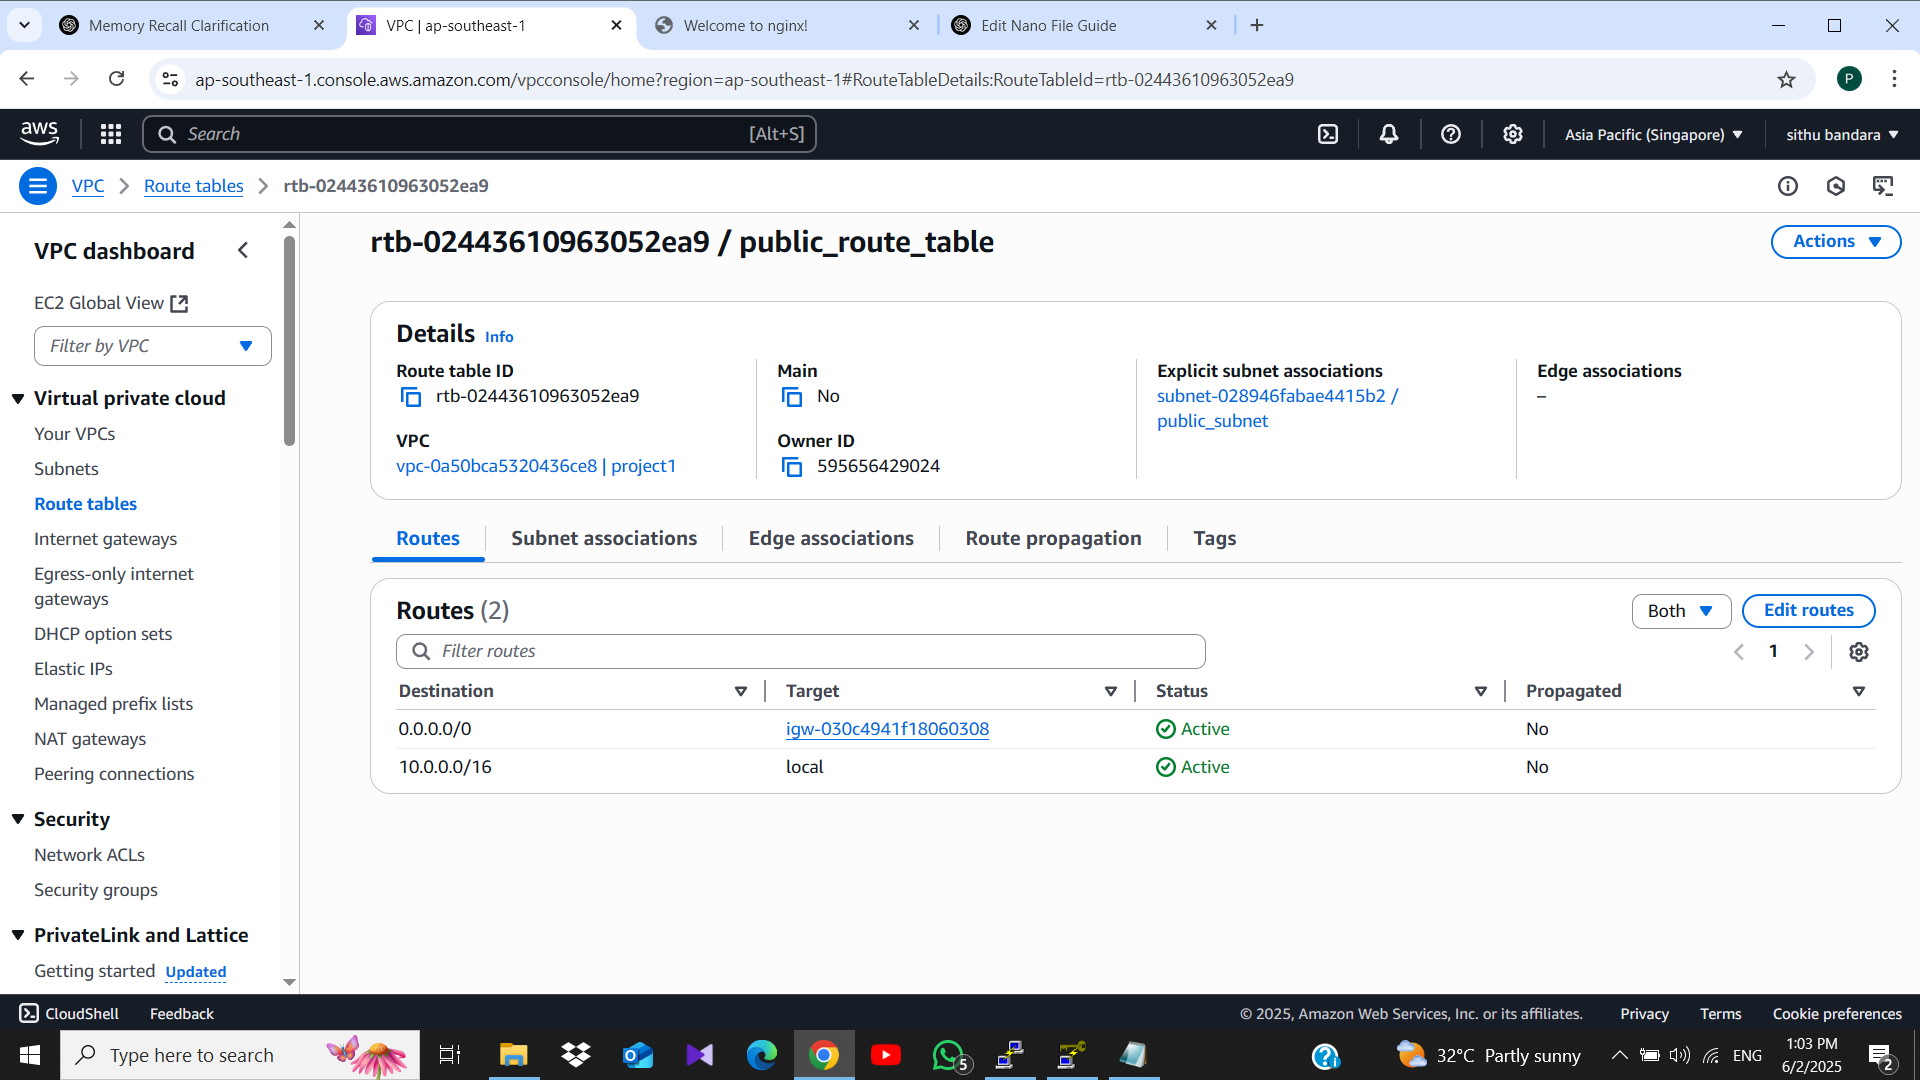 Memory Recall Clarification
VPC | ap-southeast-1
Welcome to nginx!
Edit Nano File Guide
ap-southeast-1.console.aws.amazon.com/vpcconsole/home?region=ap-southeast-1#RouteTableDetails:RouteTableId=rtb-02443610963052ea9
P
aws
Search
[Alt+S]
Asia Pacific (Singapore)
sithu bandara
VPC
Route tables
rtb-02443610963052ea9
VPC dashboard
EC2 Global View
Filter by VPC
Virtual private cloud
Your VPCs
Subnets
Route tables
Internet gateways
Egress-only internet
gateways
DHCP option sets
Elastic IPs
Managed prefix lists
NAT gateways
Peering connections
Security
Network ACLs
Security groups
PrivateLink and Lattice
Getting started Updated
rtb-02443610963052ea9 / public_route_table
Actions
Details Info
Route table ID
rtb-02443610963052ea9
VPC
vpc-0a50bca5320436ce8 | project1
Main
No
Owner ID
595656429024
Explicit subnet associations
subnet-028946fabae4415b2 /
public_subnet
Edge associations
–
Routes
Subnet associations
Edge associations
Route propagation
Tags
Routes (2)
Both
Edit routes
Filter routes
1
Destination Target Status Propagated
0.0.0.0/0 igw-030c4941f18060308 Active No
10.0.0.0/16 local Active No
CloudShell
Feedback
© 2025, Amazon Web Services, Inc. or its affiliates.
Privacy
Terms
Cookie preferences
Type here to search
5
32°C Partly sunny
ENG
1:03 PM
6/2/2025
2